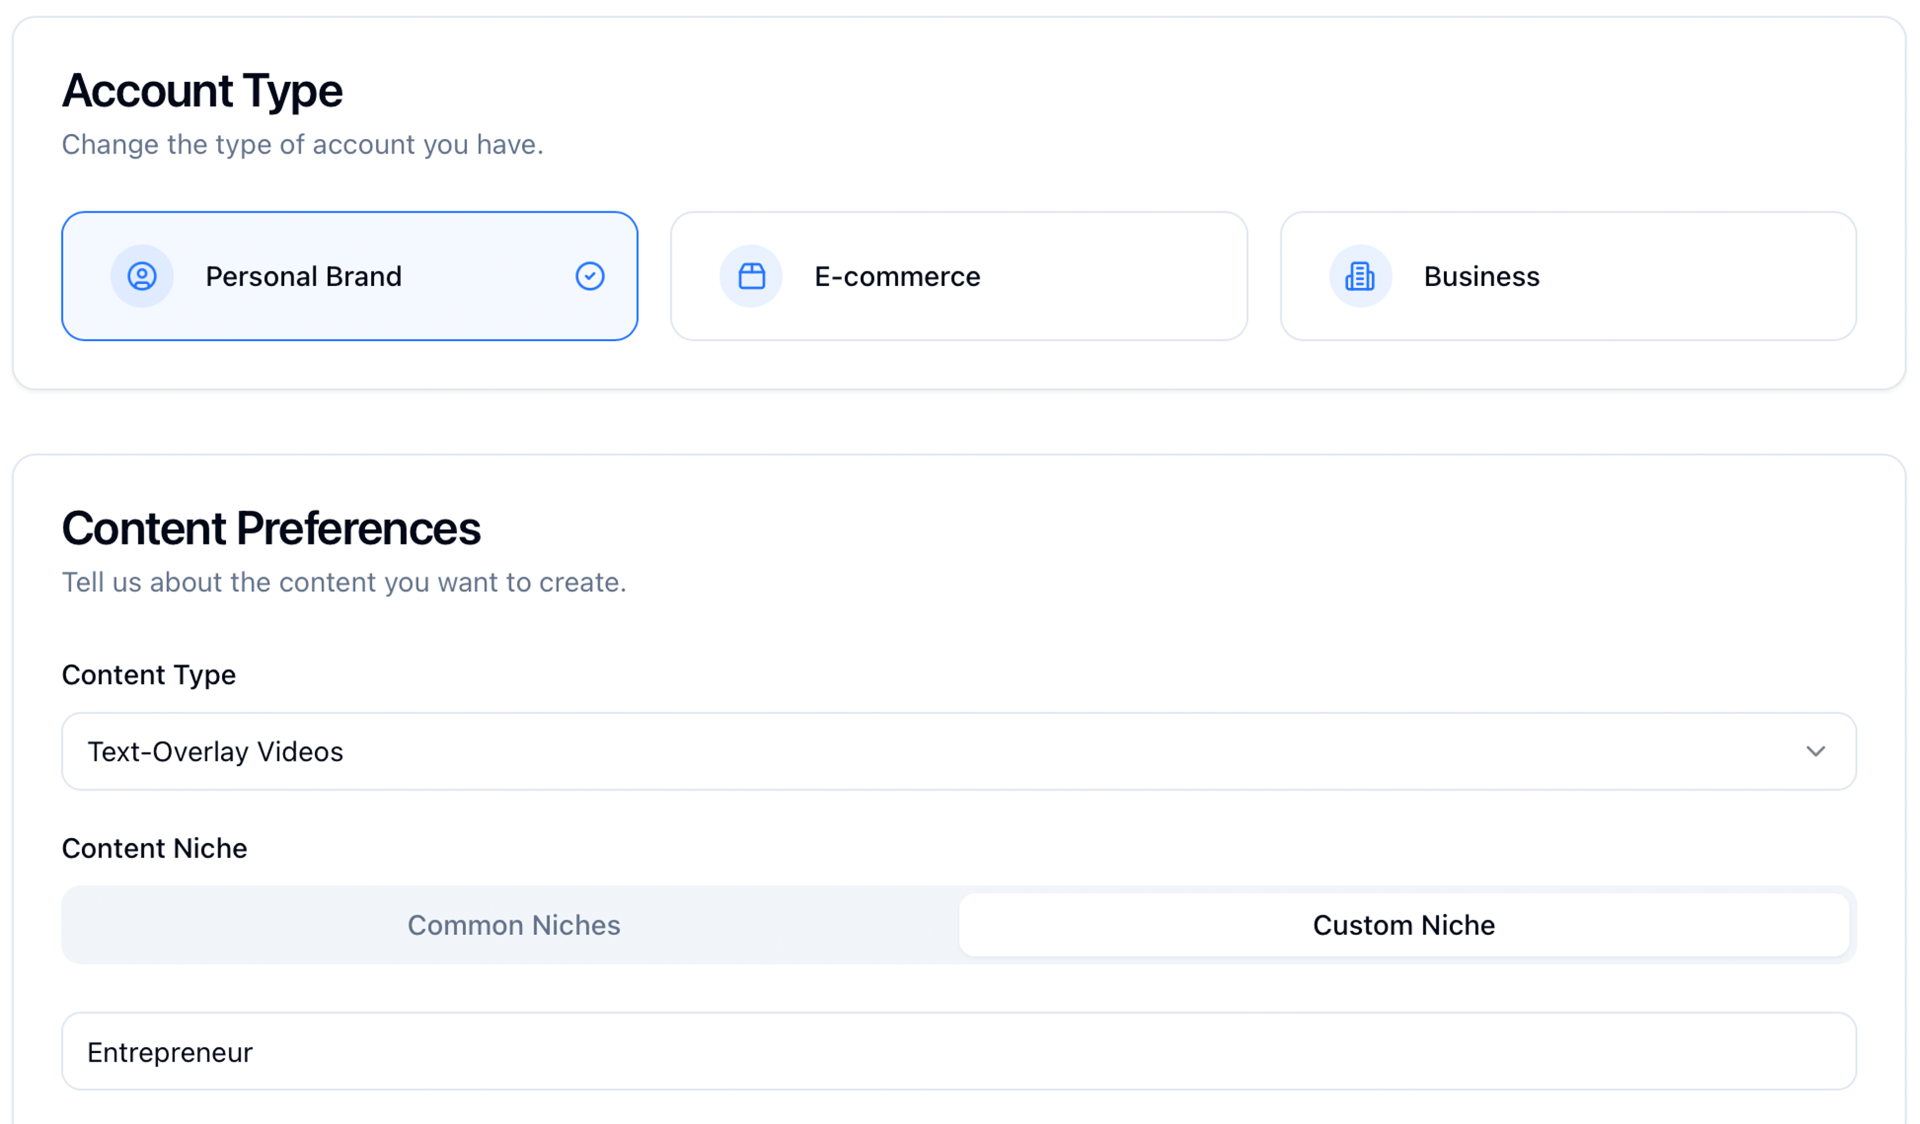 Account Type
Change the type of account you have.
Personal Brand
E-commerce
Business
Content Preferences
Tell us about the content you want to create.
Content Type
Text-Overlay Videos
Content Niche
Common Niches
Custom Niche
Entrepreneur